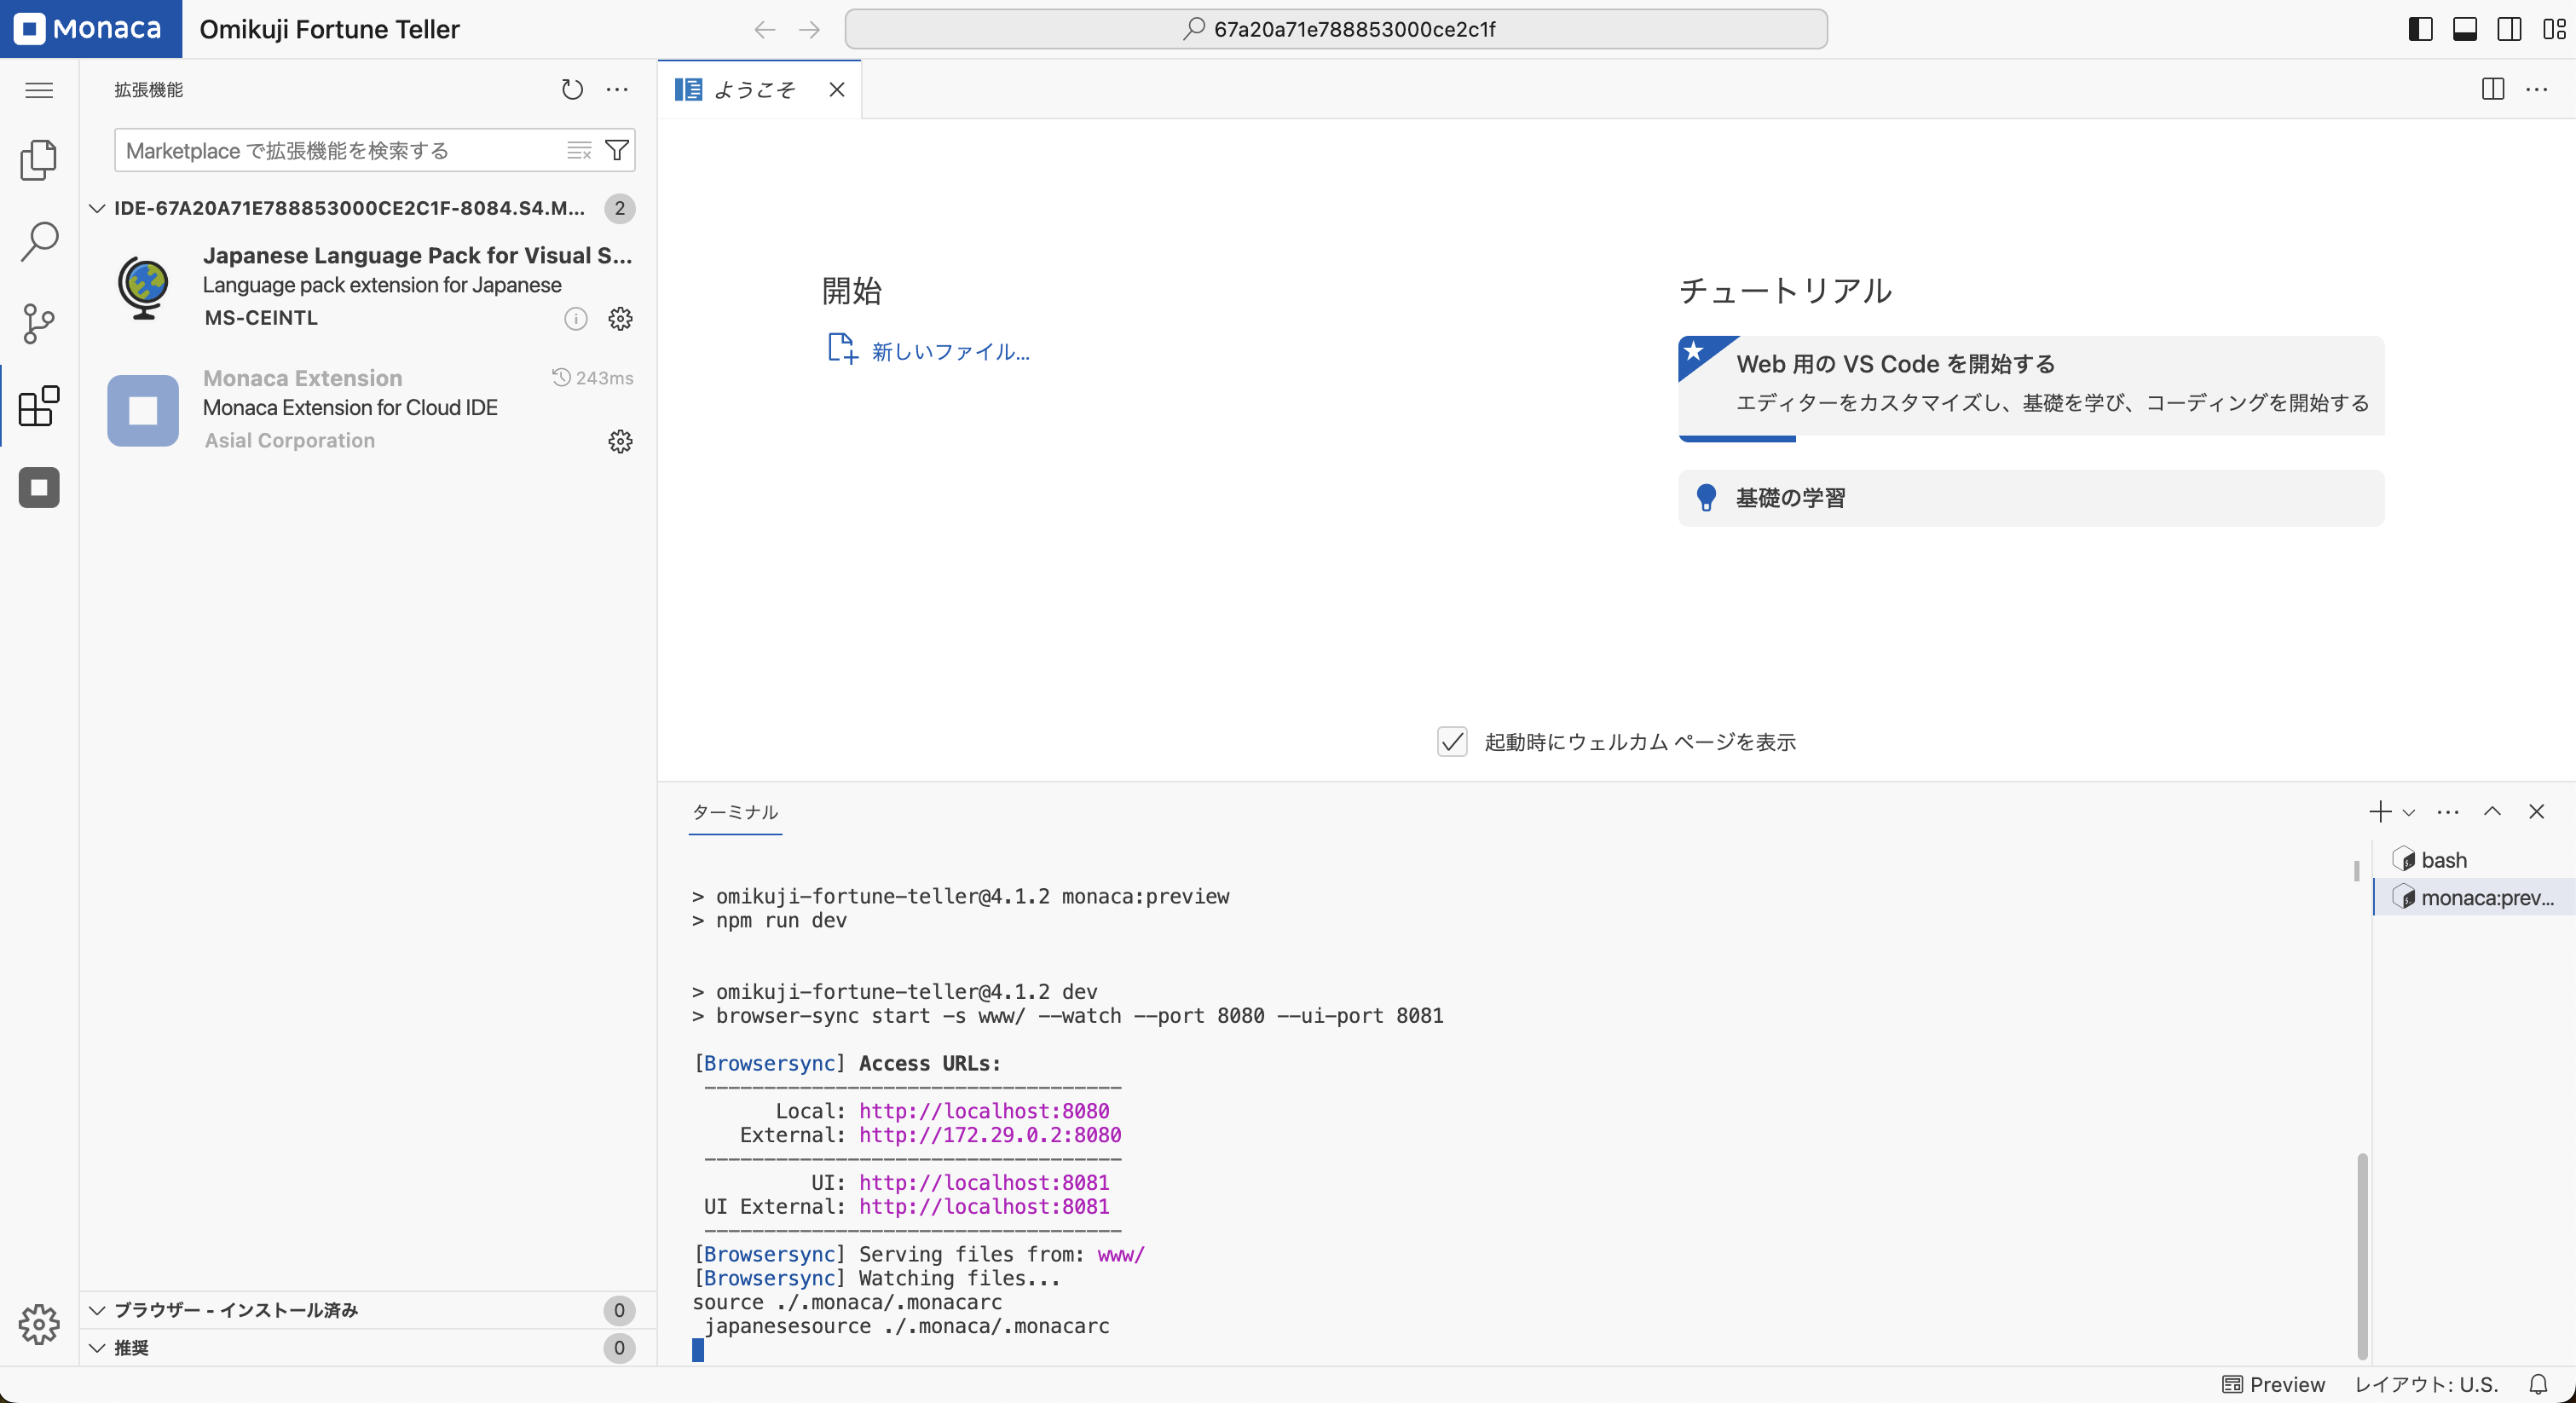 Monaca
Omikuji Fortune Teller
67a20a71e788853000ce2c1f
拡張機能
Marketplace で拡張機能を検索する
IDE-67A20A71E788853000CE2C1F-8084.S4.M...
2
Japanese Language Pack for Visual S...
Language pack extension for Japanese
MS-CEINTL
Monaca Extension
243ms
Monaca Extension for Cloud IDE
Asial Corporation
ブラウザー - インストール済み
0
推奨
0
ようこそ
開始
新しいファイル...
チュートリアル
Web 用の VS Code を開始する
エディターをカスタマイズし、基礎を学び、コーディングを開始する
基礎の学習
起動時にウェルカム ページを表示
ターミナル
> omikuji-fortune-teller@4.1.2 monaca:preview
> npm run dev
> omikuji-fortune-teller@4.1.2 dev
> browser-sync start -s www/ --watch --port 8080 --ui-port 8081
[Browsersync] Access URLs:
-----------------------------------
Local: http://localhost:8080
External: http://172.29.0.2:8080
-----------------------------------
UI: http://localhost:8081
UI External: http://localhost:8081
-----------------------------------
[Browsersync] Serving files from: www/
[Browsersync] Watching files...
source ./.monaca/.monacarc
japanesesource ./.monaca/.monacarc
bash
monaca:prev...
Preview
レイアウト: U.S.